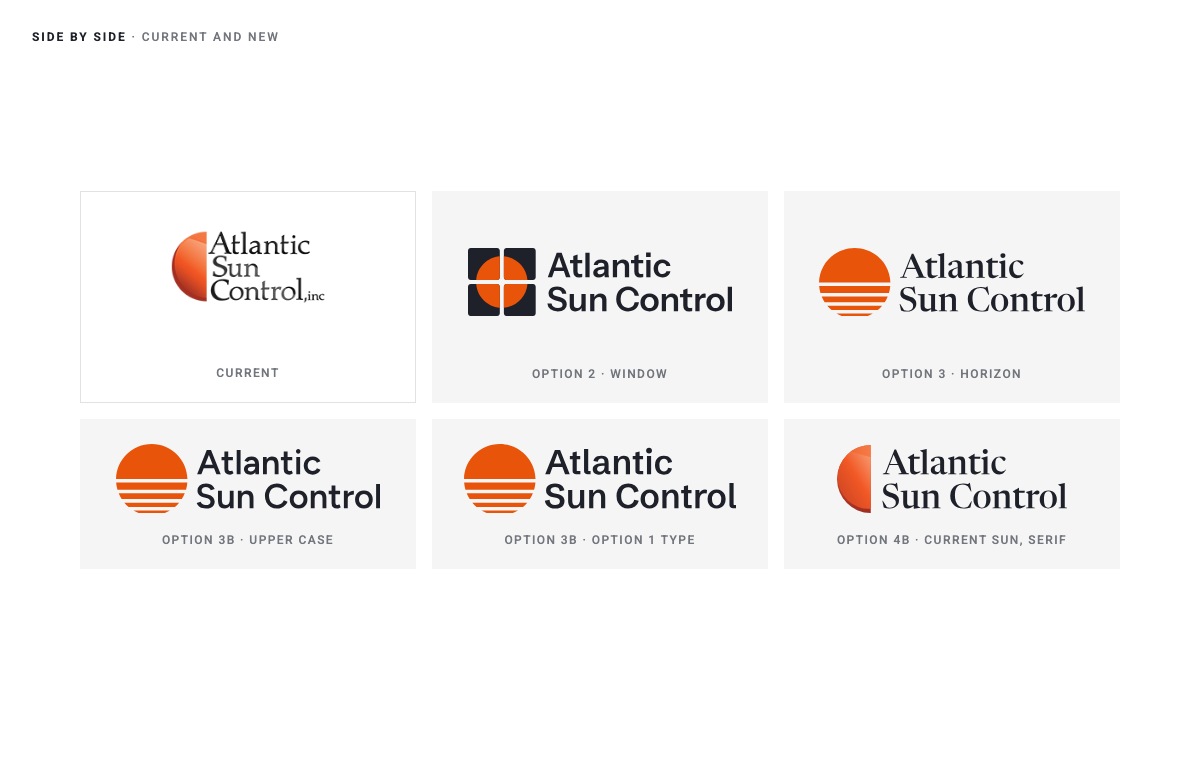 SIDE BY SIDE · CURRENT AND NEW
Atlantic
Sun
Control,inc
CURRENT
Atlantic
Sun Control
OPTION 2 · WINDOW
Atlantic
Sun Control
OPTION 3 · HORIZON
Atlantic
Sun Control
OPTION 3B · UPPER CASE
Atlantic
Sun Control
OPTION 3B · OPTION 1 TYPE
Atlantic
Sun Control
OPTION 4B · CURRENT SUN, SERIF